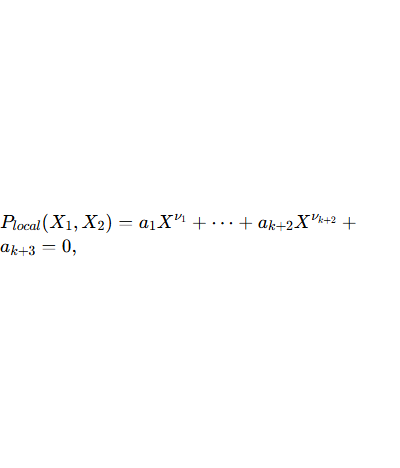 $P_{local}(X_1, X_2) = a_1 X^{\nu_1} + \cdots + a_{k+2} X^{\nu_{k+2}} +$
$a_{k+3} = 0,$